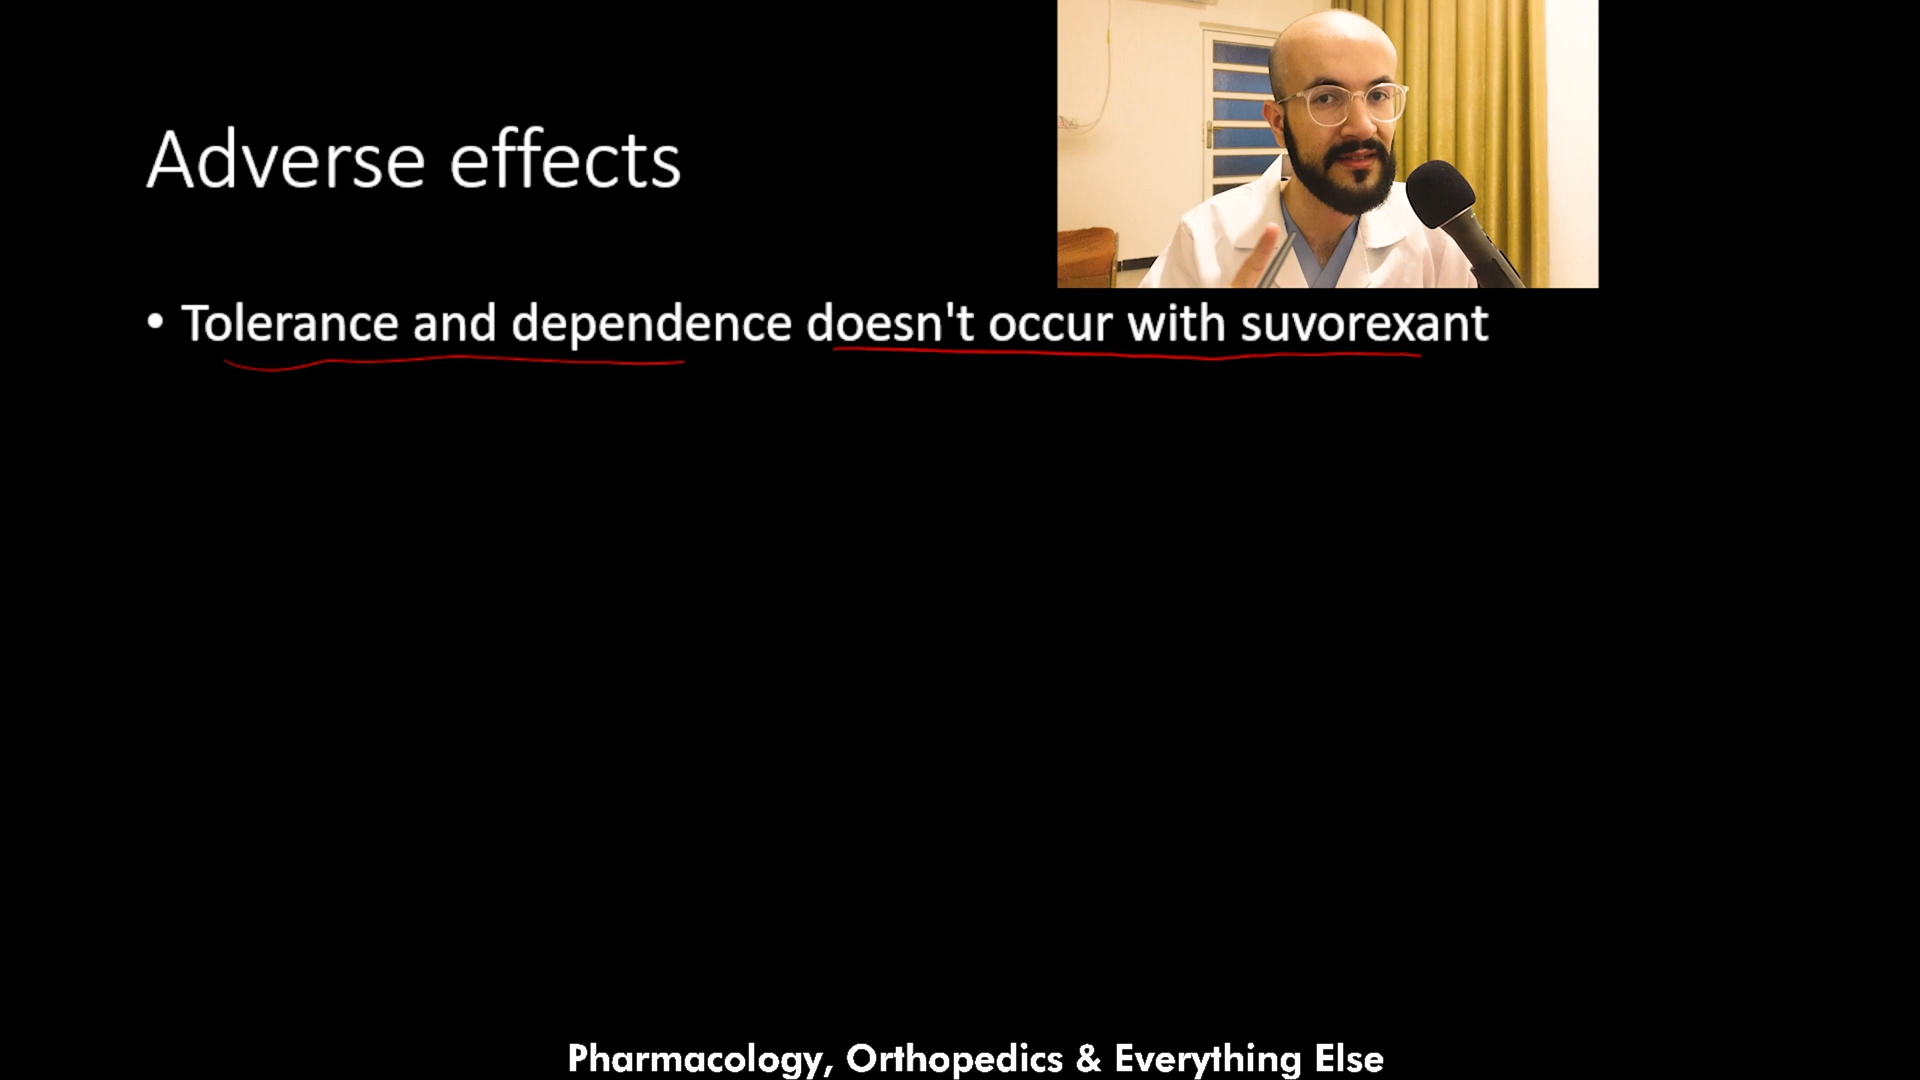 Adverse effects
• Tolerance and dependence doesn't occur with suvorexant
Pharmacology, Orthopedics & Everything Else